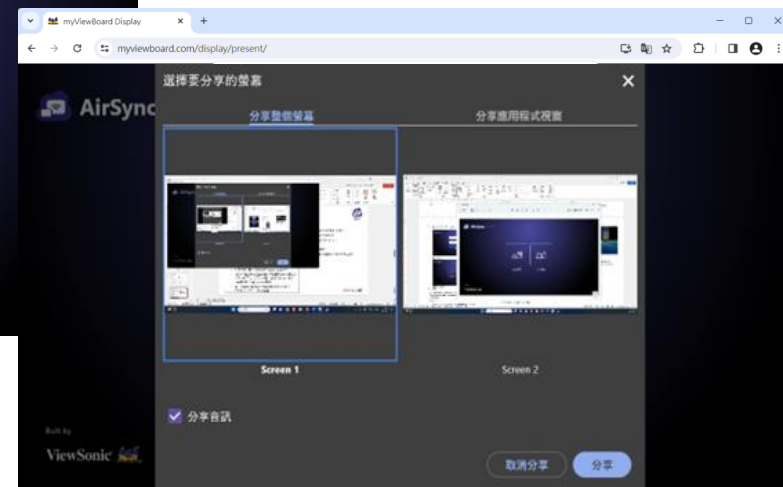 myViewBoard Display
myviewboard.com/display/present/
AirSync
選擇要分享的螢幕
分享整個螢幕
分享應用程式視窗
Screen 1
Screen 2
分享音訊
Built by
ViewSonic
取消分享
分享